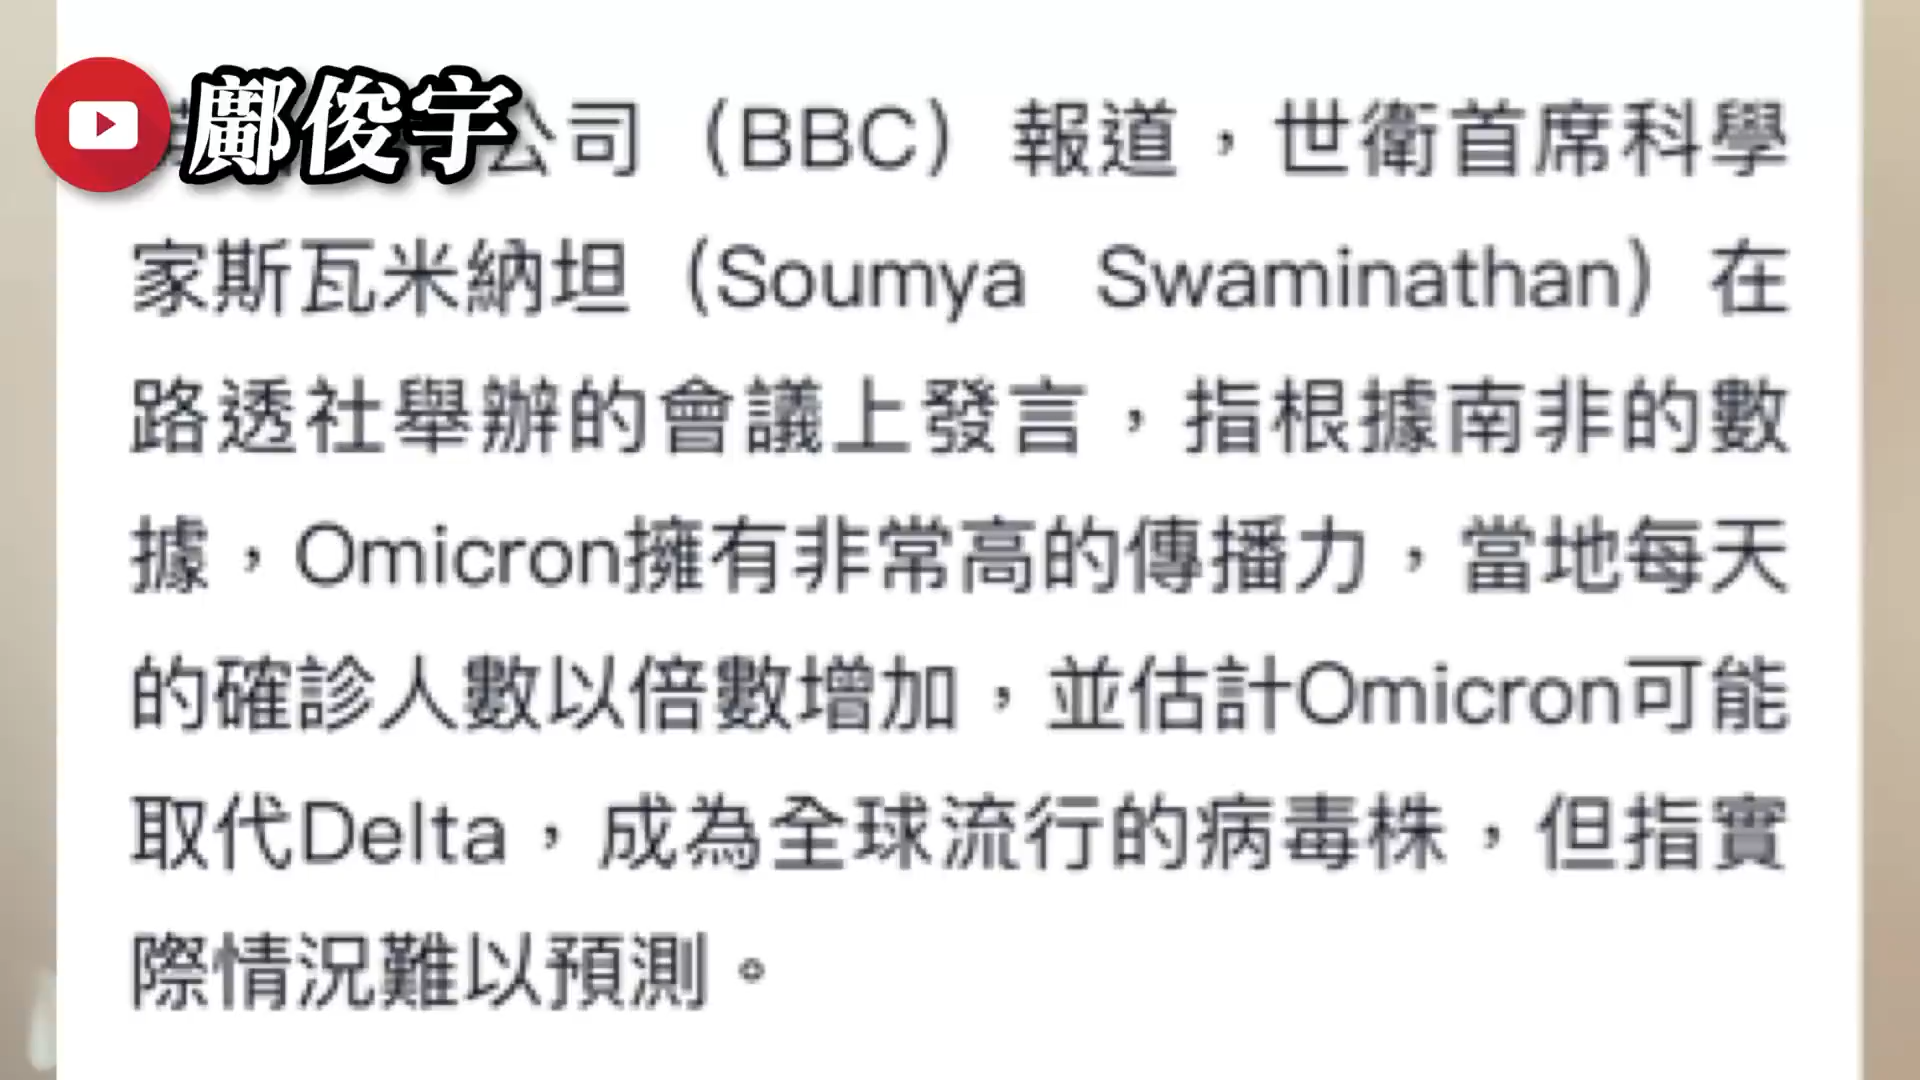 鄺俊宇
公司（BBC）報道，世衛首席科學
家斯瓦米納坦（Soumya Swaminathan）在
路透社舉辦的會議上發言，指根據南非的數
據，Omicron擁有非常高的傳播力，當地每天
的確診人數以倍數增加，並估計Omicron可能
取代Delta，成為全球流行的病毒株，但指實
際情況難以預測。